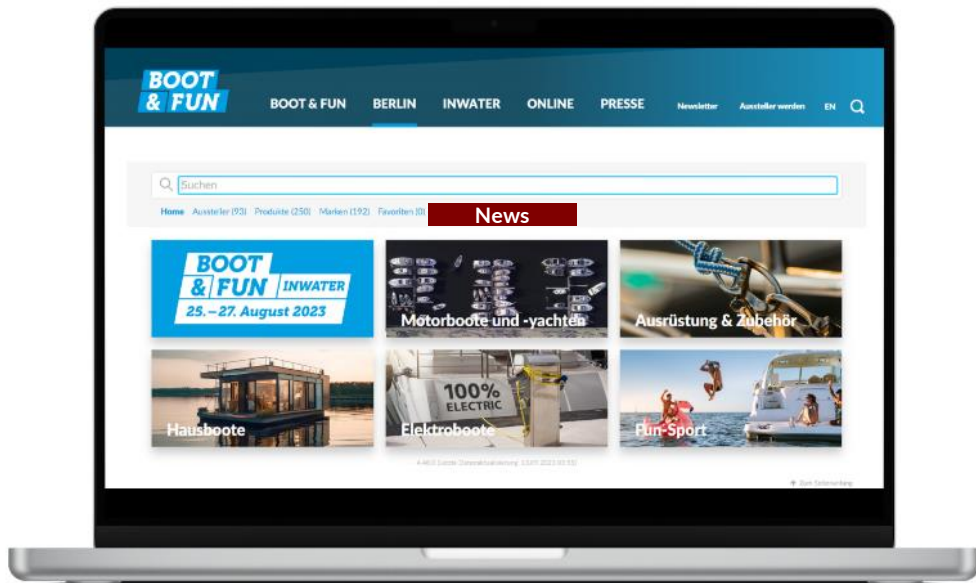 BOOT
& FUN
BOOT & FUN BERLIN INWATER ONLINE PRESSE Newsletter Aussteller werden EN
Suchen
Home Aussteller (93) Produkte (250) Marken (192) Favoriten (0) News
BOOT
& FUN INWATER
25.–27. August 2023
Motorboote und -yachten
Ausrüstung & Zubehör
Hausboote
100%
ELECTRIC
Elektroboote
Fun-Sport
Zum Seitenanfang